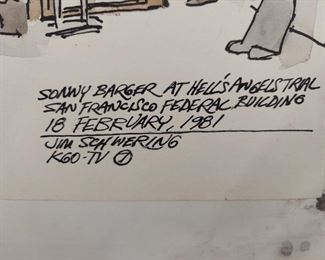 SONNY BARGER AT HELL'S ANGELS TRIAL
SAN FRANCISCO FEDERAL BUILDING
18 FEBRUARY, 1981
JIM SCHWERING
KGO-TV 7